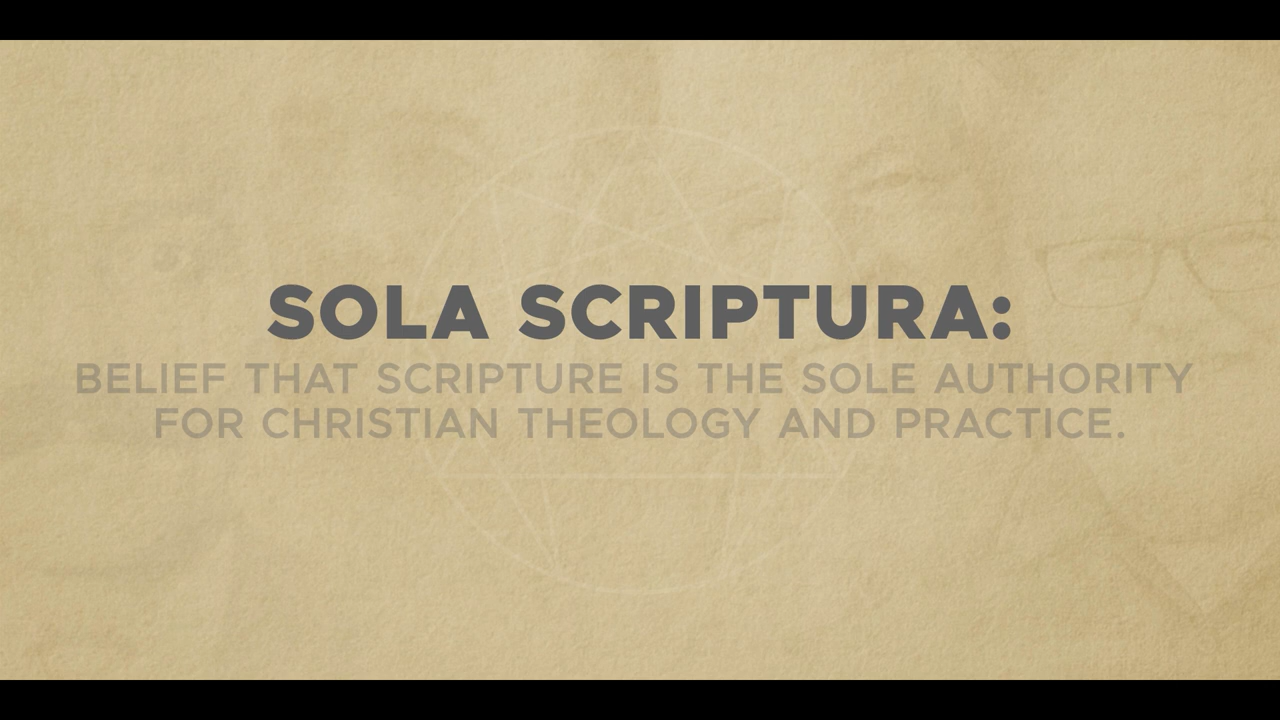 SOLA SCRIPTURA:
BELIEF THAT SCRIPTURE IS THE SOLE AUTHORITY
FOR CHRISTIAN THEOLOGY AND PRACTICE.